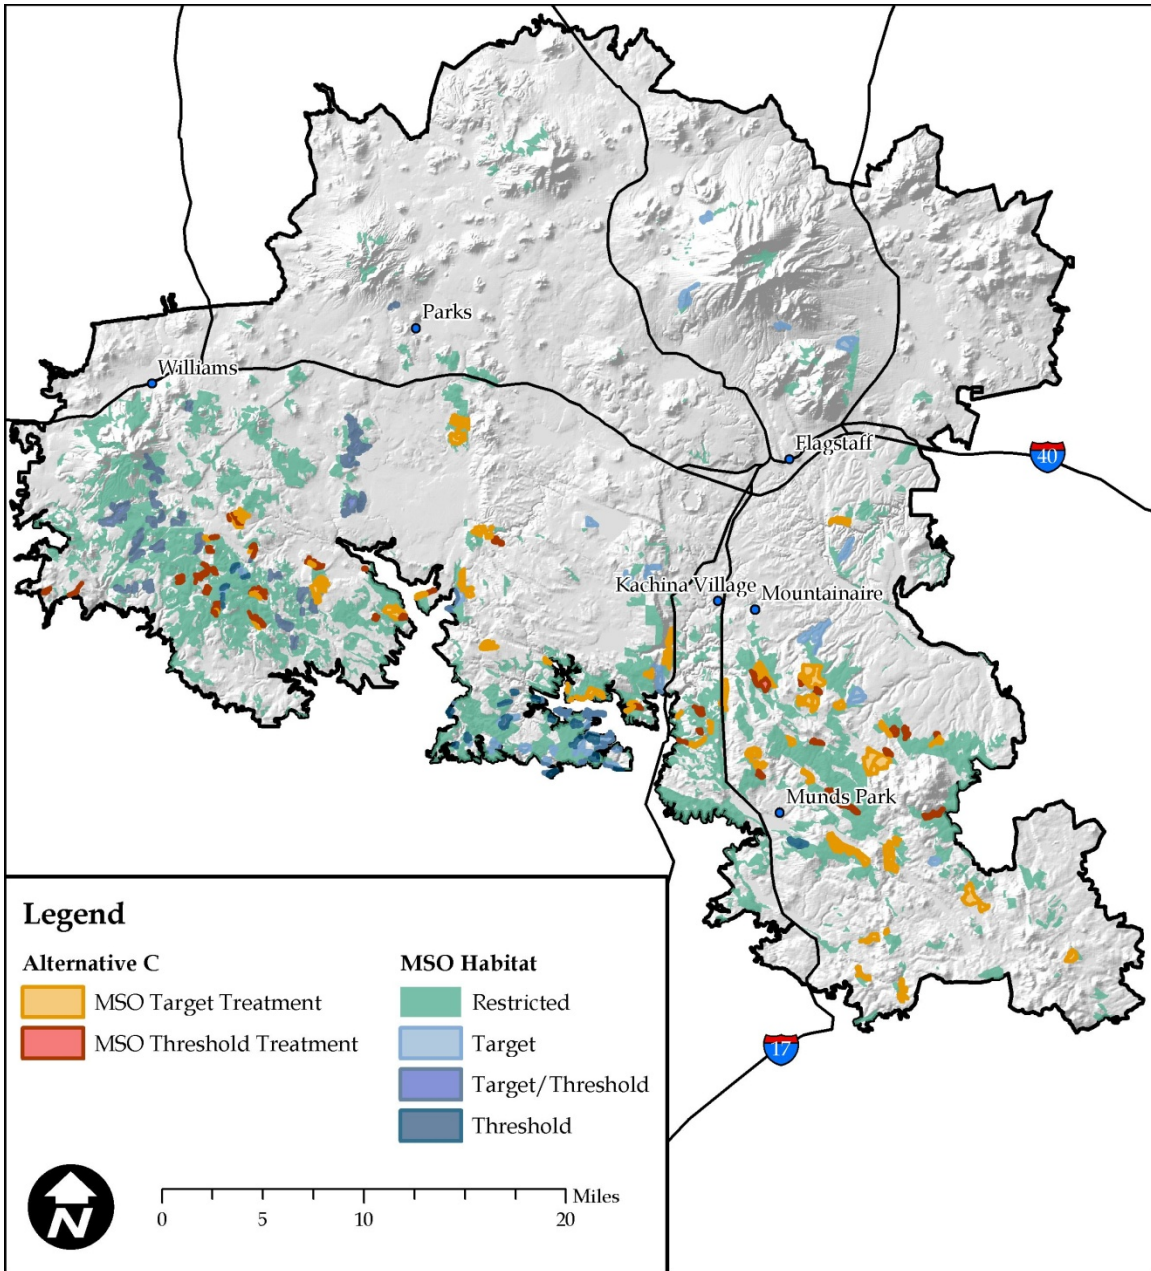 Parks
Williams
Flagstaff
40
Kachina Village
Mountainaire
Munds Park
17
Legend
Alternative C
MSO Target Treatment
MSO Threshold Treatment
MSO Habitat
Restricted
Target
Target/Threshold
Threshold
N
Miles
0 5 10 20